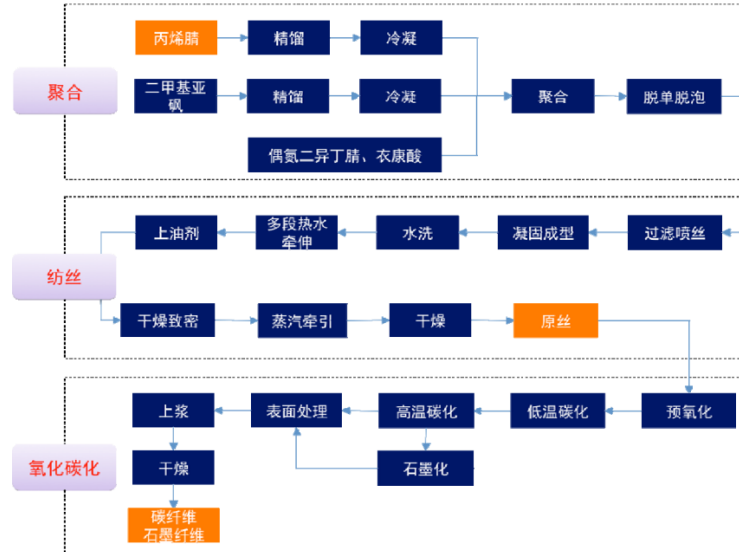 丙烯腈
精馏
冷凝
聚合
二甲基亚
砜
精馏
冷凝
聚合
脱单脱泡
偶氮二异丁腈、衣康酸
纺丝
上油剂
多段热水
牵伸
水洗
凝固成型
过滤喷丝
干燥致密
蒸汽牵引
干燥
原丝
氧化碳化
上浆
表面处理
高温碳化
低温碳化
预氧化
干燥
石墨化
碳纤维
石墨纤维